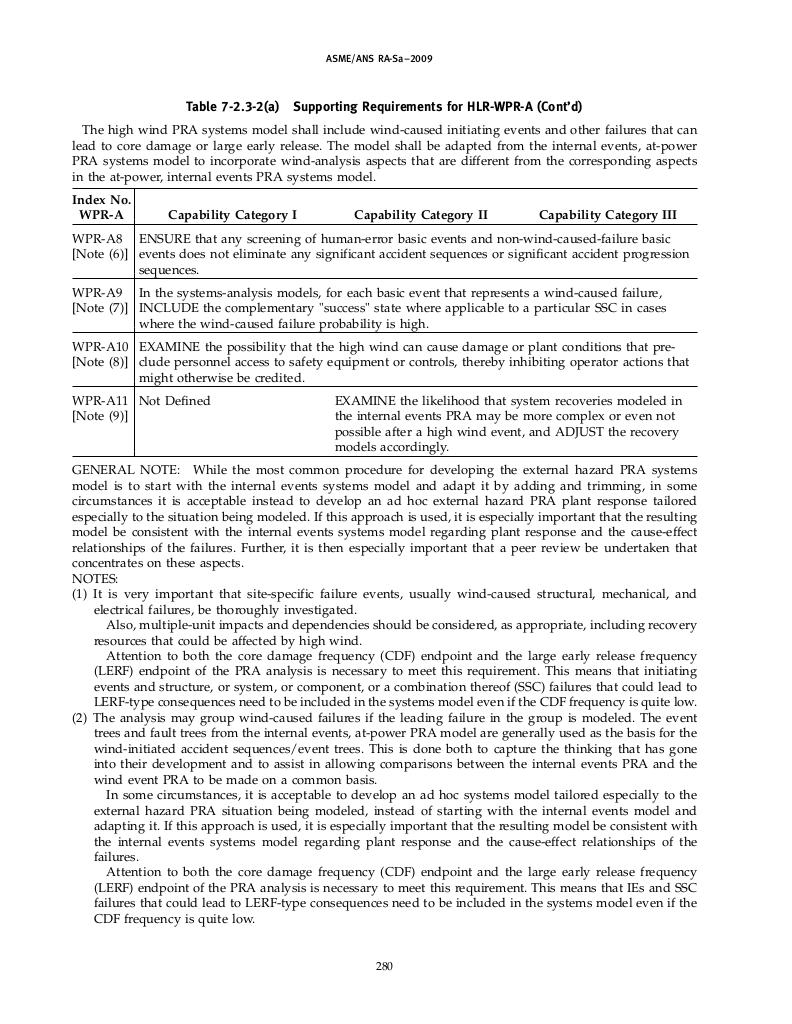 ASME/ANS RA-Sa–2009
Table 7-2.3-2(a) Supporting Requirements for HLR-WPR-A (Cont'd)
The high wind PRA systems model shall include wind-caused initiating events and other failures that can
lead to core damage or large early release. The model shall be adapted from the internal events, at-power
PRA systems model to incorporate wind-analysis aspects that are different from the corresponding aspects
in the at-power, internal events PRA systems model.
Index No.
WPR-A Capability Category I Capability Category II Capability Category III
WPR-A8 ENSURE that any screening of human-error basic events and non-wind-caused-failure basic
[Note (6)] events does not eliminate any significant accident sequences or significant accident progression
sequences.
WPR-A9 In the systems-analysis models, for each basic event that represents a wind-caused failure,
[Note (7)] INCLUDE the complementary "success" state where applicable to a particular SSC in cases
where the wind-caused failure probability is high.
WPR-A10 EXAMINE the possibility that the high wind can cause damage or plant conditions that pre-
[Note (8)] clude personnel access to safety equipment or controls, thereby inhibiting operator actions that
might otherwise be credited.
WPR-A11 Not Defined EXAMINE the likelihood that system recoveries modeled in
[Note (9)] the internal events PRA may be more complex or even not
possible after a high wind event, and ADJUST the recovery
models accordingly.
GENERAL NOTE: While the most common procedure for developing the external hazard PRA systems
model is to start with the internal events systems model and adapt it by adding and trimming, in some
circumstances it is acceptable instead to develop an ad hoc external hazard PRA plant response tailored
especially to the situation being modeled. If this approach is used, it is especially important that the resulting
model be consistent with the internal events systems model regarding plant response and the cause-effect
relationships of the failures. Further, it is then especially important that a peer review be undertaken that
concentrates on these aspects.
NOTES:
(1) It is very important that site-specific failure events, usually wind-caused structural, mechanical, and
electrical failures, be thoroughly investigated.
Also, multiple-unit impacts and dependencies should be considered, as appropriate, including recovery
resources that could be affected by high wind.
Attention to both the core damage frequency (CDF) endpoint and the large early release frequency
(LERF) endpoint of the PRA analysis is necessary to meet this requirement. This means that initiating
events and structure, or system, or component, or a combination thereof (SSC) failures that could lead to
LERF-type consequences need to be included in the systems model even if the CDF frequency is quite low.
(2) The analysis may group wind-caused failures if the leading failure in the group is modeled. The event
trees and fault trees from the internal events, at-power PRA model are generally used as the basis for the
wind-initiated accident sequences/event trees. This is done both to capture the thinking that has gone
into their development and to assist in allowing comparisons between the internal events PRA and the
wind event PRA to be made on a common basis.
In some circumstances, it is acceptable to develop an ad hoc systems model tailored especially to the
external hazard PRA situation being modeled, instead of starting with the internal events model and
adapting it. If this approach is used, it is especially important that the resulting model be consistent with
the internal events systems model regarding plant response and the cause-effect relationships of the
failures.
Attention to both the core damage frequency (CDF) endpoint and the large early release frequency
(LERF) endpoint of the PRA analysis is necessary to meet this requirement. This means that IEs and SSC
failures that could lead to LERF-type consequences need to be included in the systems model even if the
CDF frequency is quite low.
280